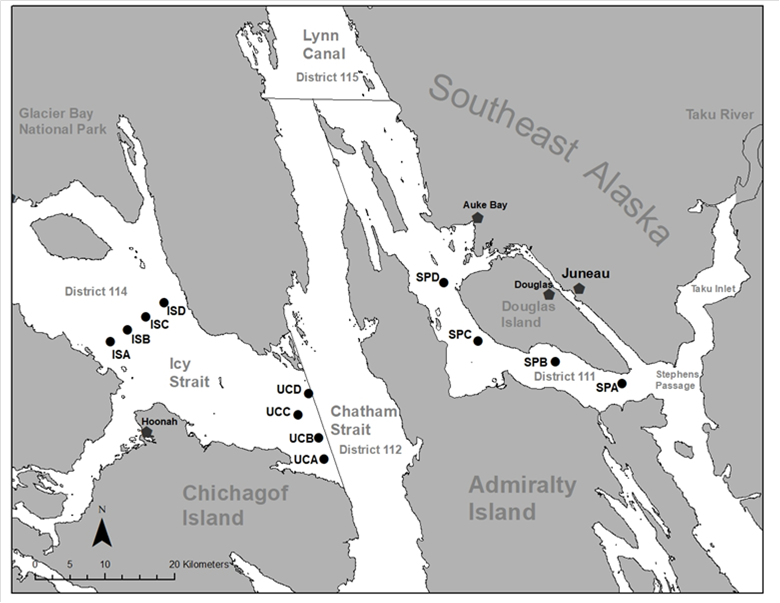 Lynn
Canal
District 115
Southeast Alaska
Glacier Bay
National Park
Taku River
Auke Bay
SPD
Juneau
Douglas
Douglas
Island
Taku Inlet
District 114
ISD
ISC
ISB
ISA
SPC
Icy
Strait
SPB
District 111
SPA
Stephens
Passage
UCD
UCC
Chatham
Strait
UCB
District 112
UCA
Hoonah
Chichagof
Island
Admiralty
Island
N
0 5 10 20 Kilometers